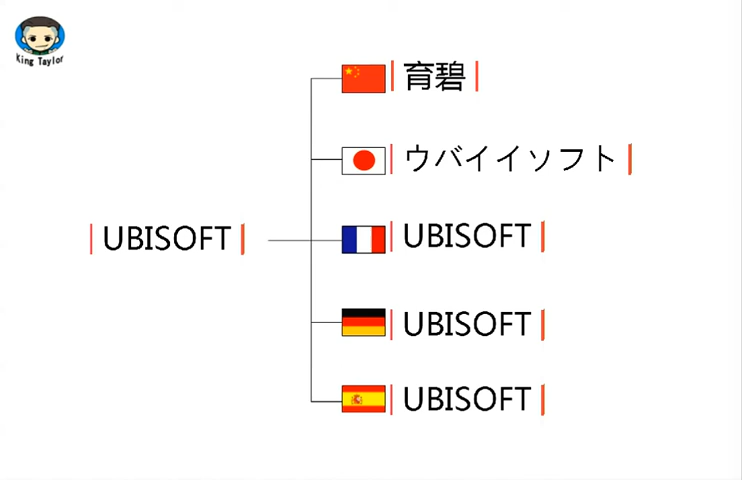 King Taylor
育碧
ウバイイソフト
UBISOFT
UBISOFT
UBISOFT
UBISOFT